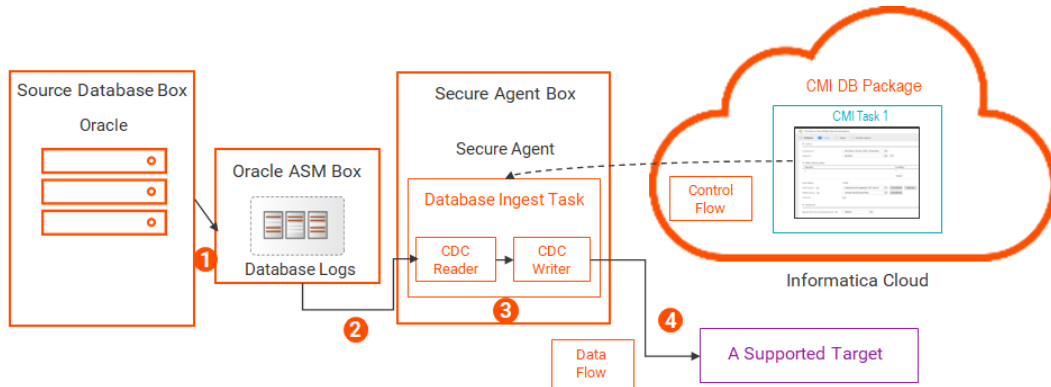 Source Database Box
Oracle
1
Oracle ASM Box
Database Logs
2
Secure Agent Box
Secure Agent
Database Ingest Task
CDC
Reader
CDC
Writer
3
4
Data
Flow
A Supported Target
CMI DB Package
CMI Task 1
Control
Flow
Informatica Cloud